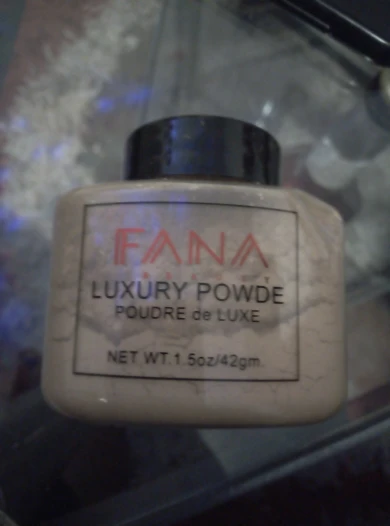 FANA
LUXURY POWDE
POUDRE de LUXE
NET WT.1.5oz/42gm